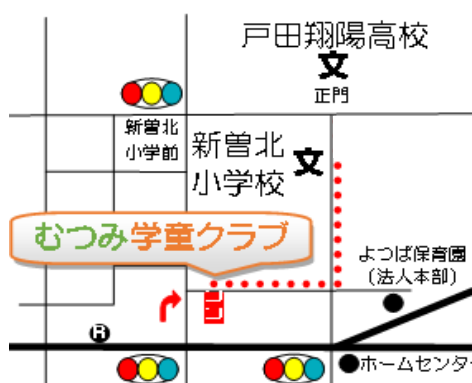 戸田翔陽高校
文
正門
新曽北
小学前
新曽北
小学校
文
むつみ学童クラブ
よつば保育園
(法人本部)
R
ホームセンター